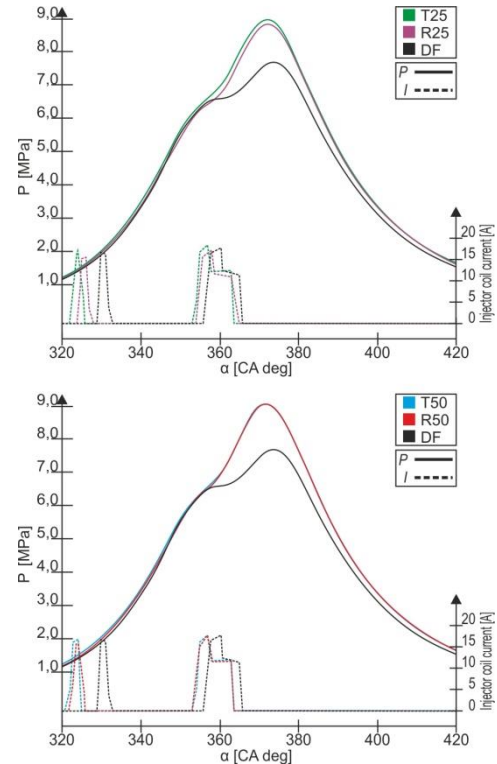 9,0
8,0
7,0
6,0
5,0
4,0
3,0
2,0
1,0
P [MPa]
T25
R25
DF
P
I
20
15
10
5
0
Injector coil current [A]
320 340 360 380 400 420
α [CA deg]
9,0
8,0
7,0
6,0
5,0
4,0
3,0
2,0
1,0
P [MPa]
T50
R50
DF
P
I
20
15
10
5
0
Injector coil current [A]
320 340 360 380 400 420
α [CA deg]